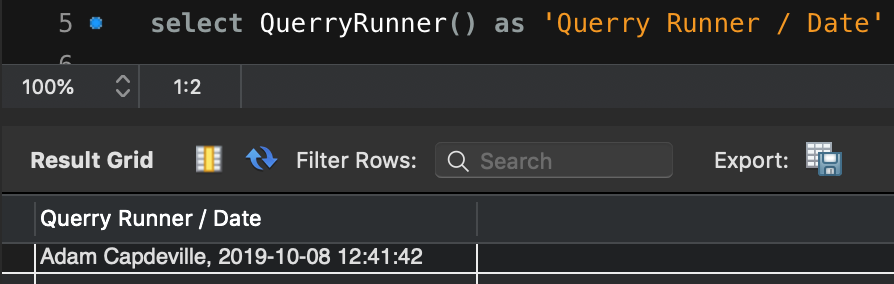 5 select QuerryRunner() as 'Querry Runner / Date'
6
100% 1:2
Result Grid Filter Rows: Search Export:
Querry Runner / Date
Adam Capdeville, 2019-10-08 12:41:42